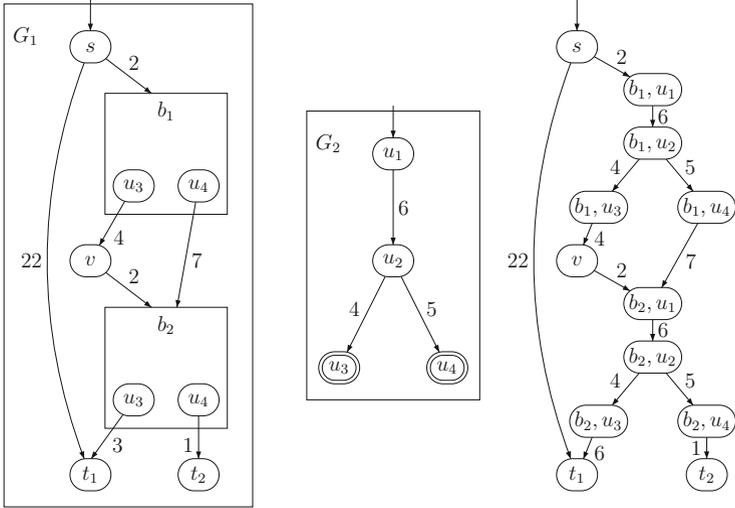 G₁
s
2
b₁
u₃ u₄
4
v
7
22
2
b₂
u₃ u₄
3
1
t₁ t₂
G₂
u₁
6
u₂
4 5
u₃ u₄
s
2
b₁, u₁
6
b₁, u₂
4 5
b₁, u₃ b₁, u₄
4
v
7
22
2
b₂, u₁
6
b₂, u₂
4 5
b₂, u₃ b₂, u₄
6
1
t₁ t₂